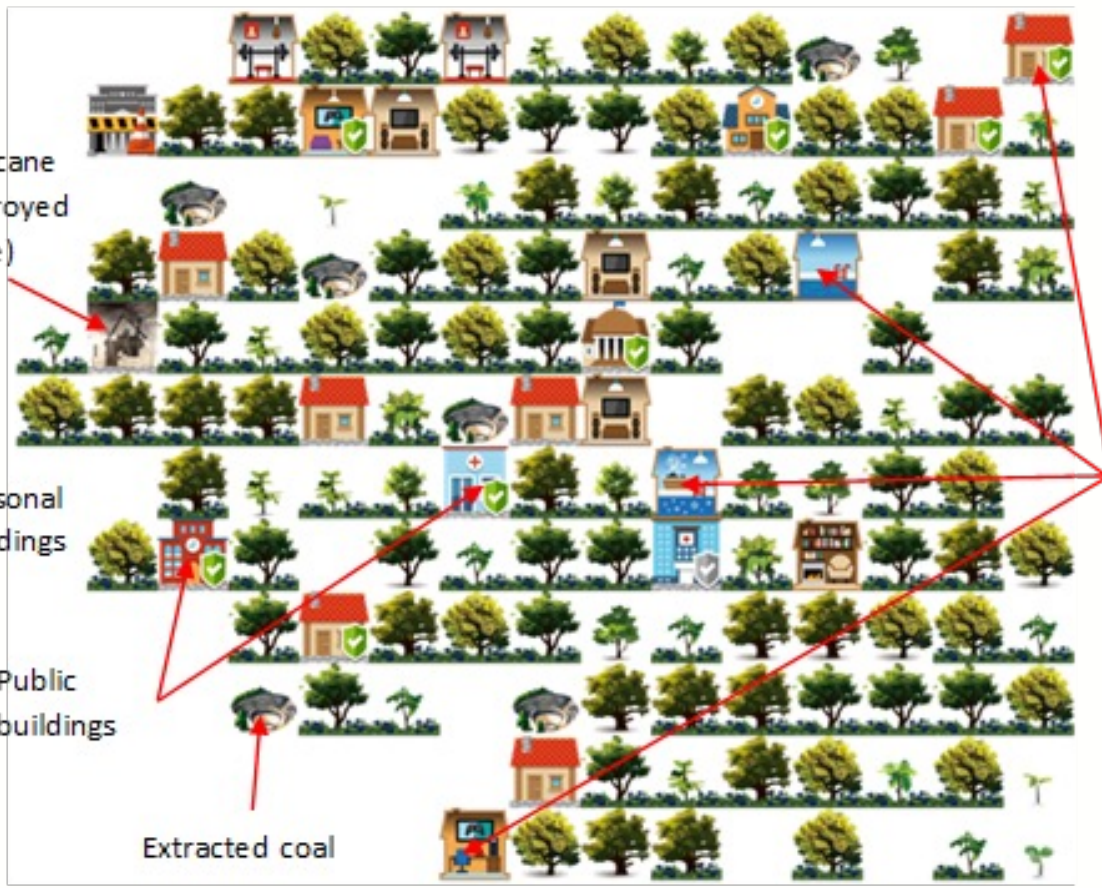 cane
royed
e)
sonal
dings
Public
buildings
Extracted coal